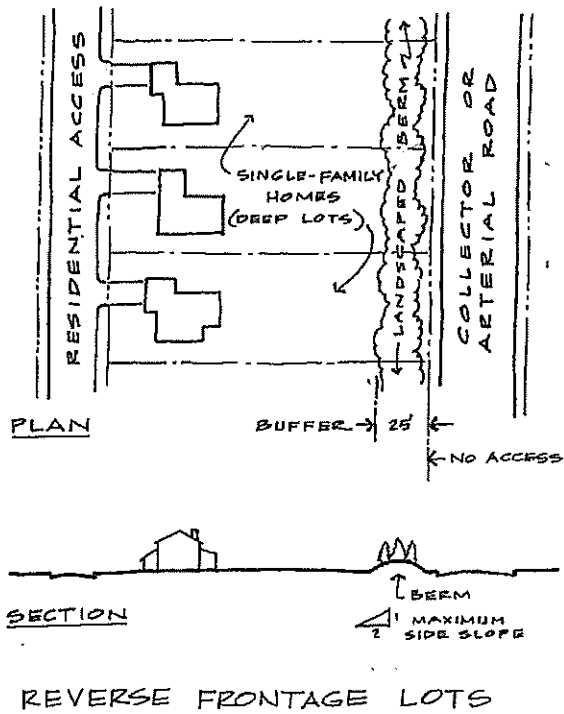 RESIDENTIAL ACCESS
SINGLE-FAMILY
HOMES
(DEEP LOTS)
LANDSCAPED BERM
COLLECTOR OR
ARTERIAL ROAD
PLAN
BUFFER 25'
NO ACCESS
BERM
1
2
MAXIMUM
SIDE SLOPE
SECTION
REVERSE FRONTAGE LOTS